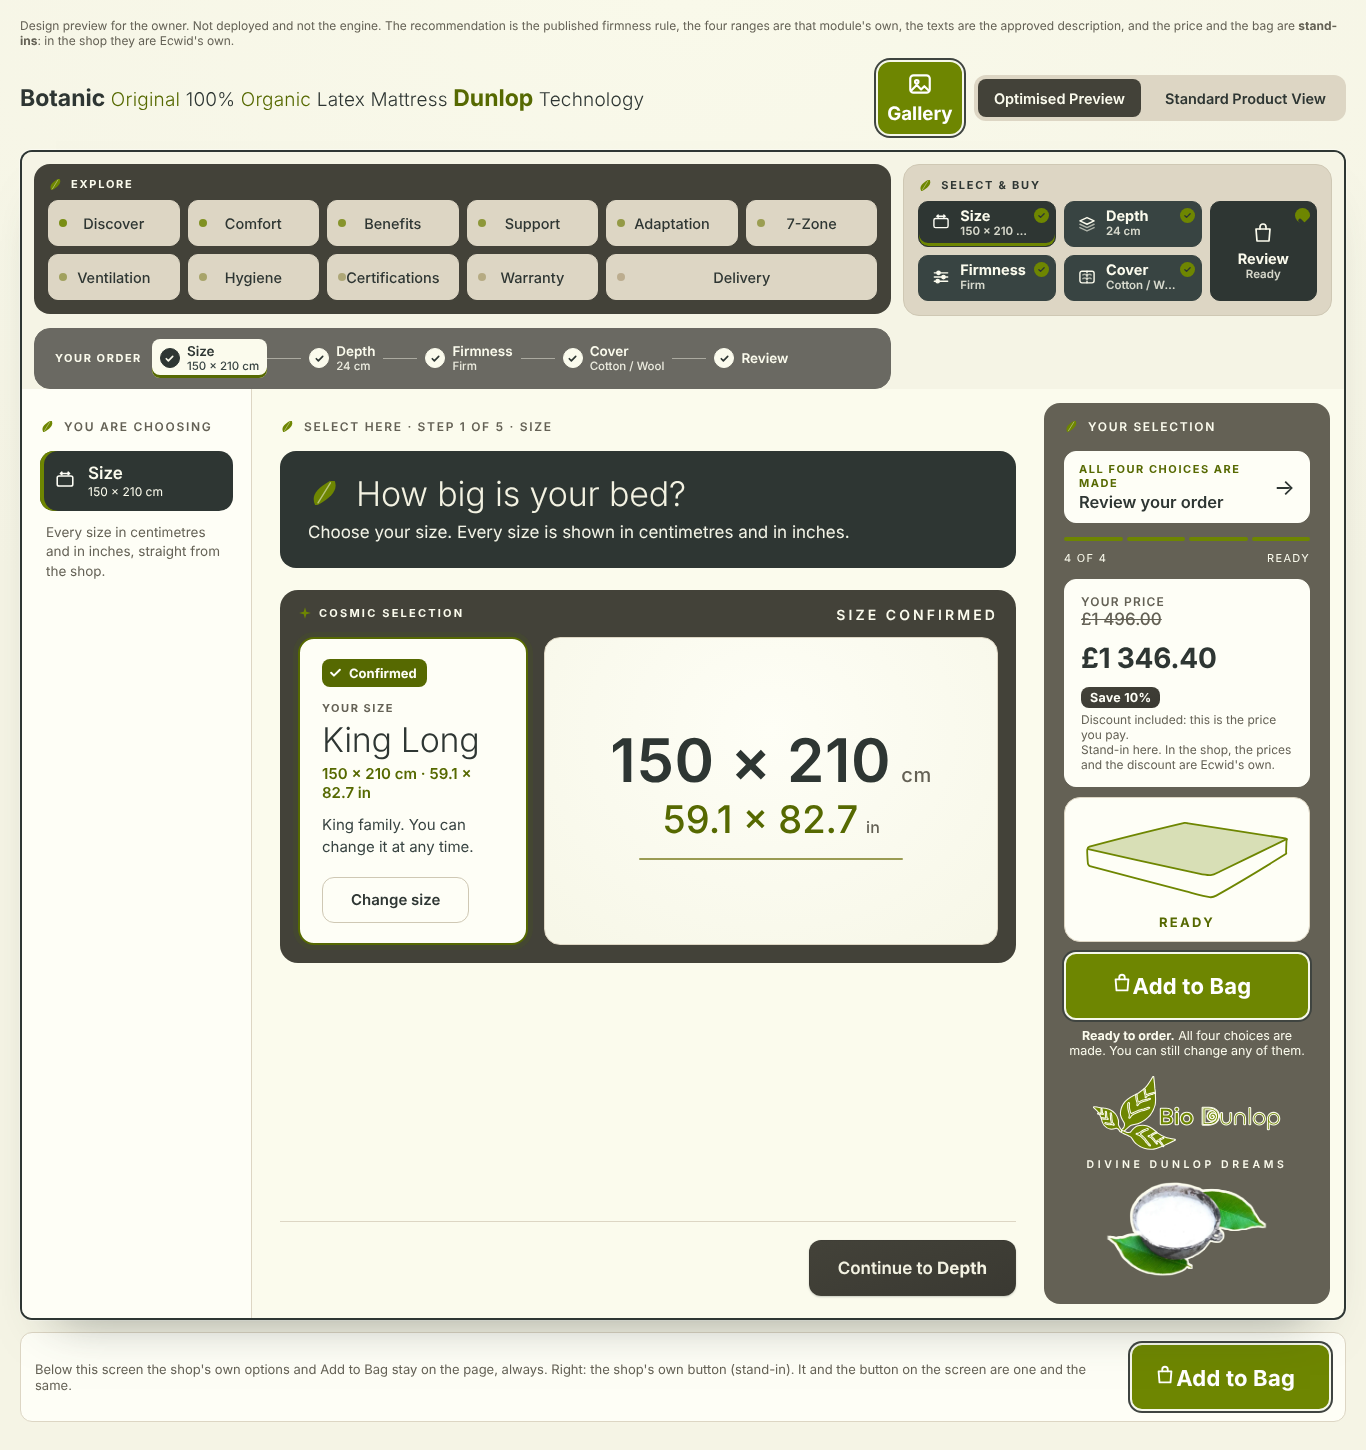 Design preview for the owner. Not deployed and not the engine. The recommendation is the published firmness rule, the four ranges are that module's own, the texts are the approved description, and the price and the bag are stand-
ins: in the shop they are Ecwid's own.
Botanic Original 100% Organic Latex Mattress Dunlop Technology
Gallery
Optimised Preview
Standard Product View
EXPLORE
Discover
Comfort
Benefits
Support
Adaptation
7-Zone
Ventilation
Hygiene
Certifications
Warranty
Delivery
SELECT & BUY
Size
150 × 210 ...
Depth
24 cm
Firmness
Firm
Cover
Cotton / W...
Review
Ready
YOUR ORDER
Size
150 × 210 cm
Depth
24 cm
Firmness
Firm
Cover
Cotton / Wool
Review
YOU ARE CHOOSING
Size
150 × 210 cm
Every size in centimetres
and in inches, straight from
the shop.
SELECT HERE · STEP 1 OF 5 · SIZE
How big is your bed?
Choose your size. Every size is shown in centimetres and in inches.
COSMIC SELECTION
SIZE CONFIRMED
Confirmed
YOUR SIZE
King Long
150 × 210 cm · 59.1 ×
82.7 in
King family. You can
change it at any time.
Change size
150 × 210 cm
59.1 × 82.7 in
Continue to Depth
YOUR SELECTION
ALL FOUR CHOICES ARE
MADE
Review your order
4 OF 4
READY
YOUR PRICE
£1 496.00
£1 346.40
Save 10%
Discount included: this is the price
you pay.
Stand-in here. In the shop, the prices
and the discount are Ecwid's own.
READY
Add to Bag
Ready to order. All four choices are
made. You can still change any of them.
Bio Dunlop
DIVINE DUNLOP DREAMS
Below this screen the shop's own options and Add to Bag stay on the page, always. Right: the shop's own button (stand-in). It and the button on the screen are one and the
same.
Add to Bag